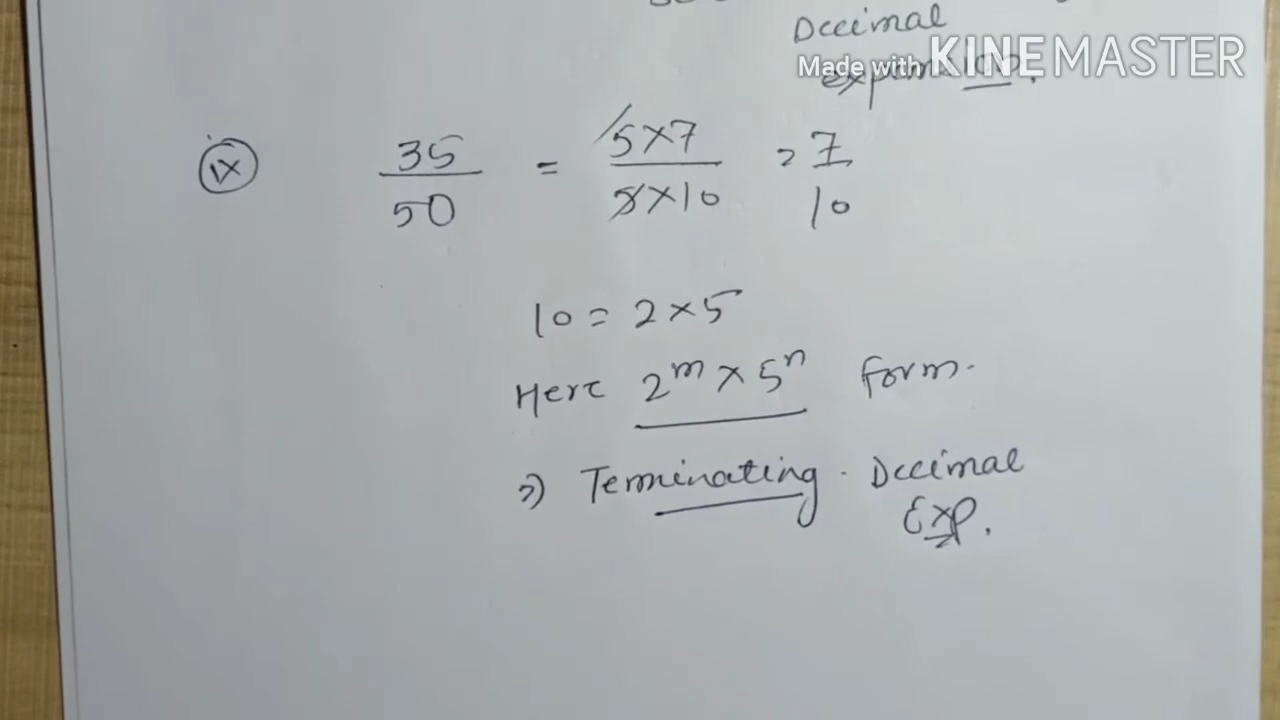 Decimal
Made with KINEMASTER
expansion.
ix 35/50 = 5×7/5×10 = 7/10
10 = 2×5
Here 2^m × 5^n form.
⇒ Terminating Decimal
Exp.